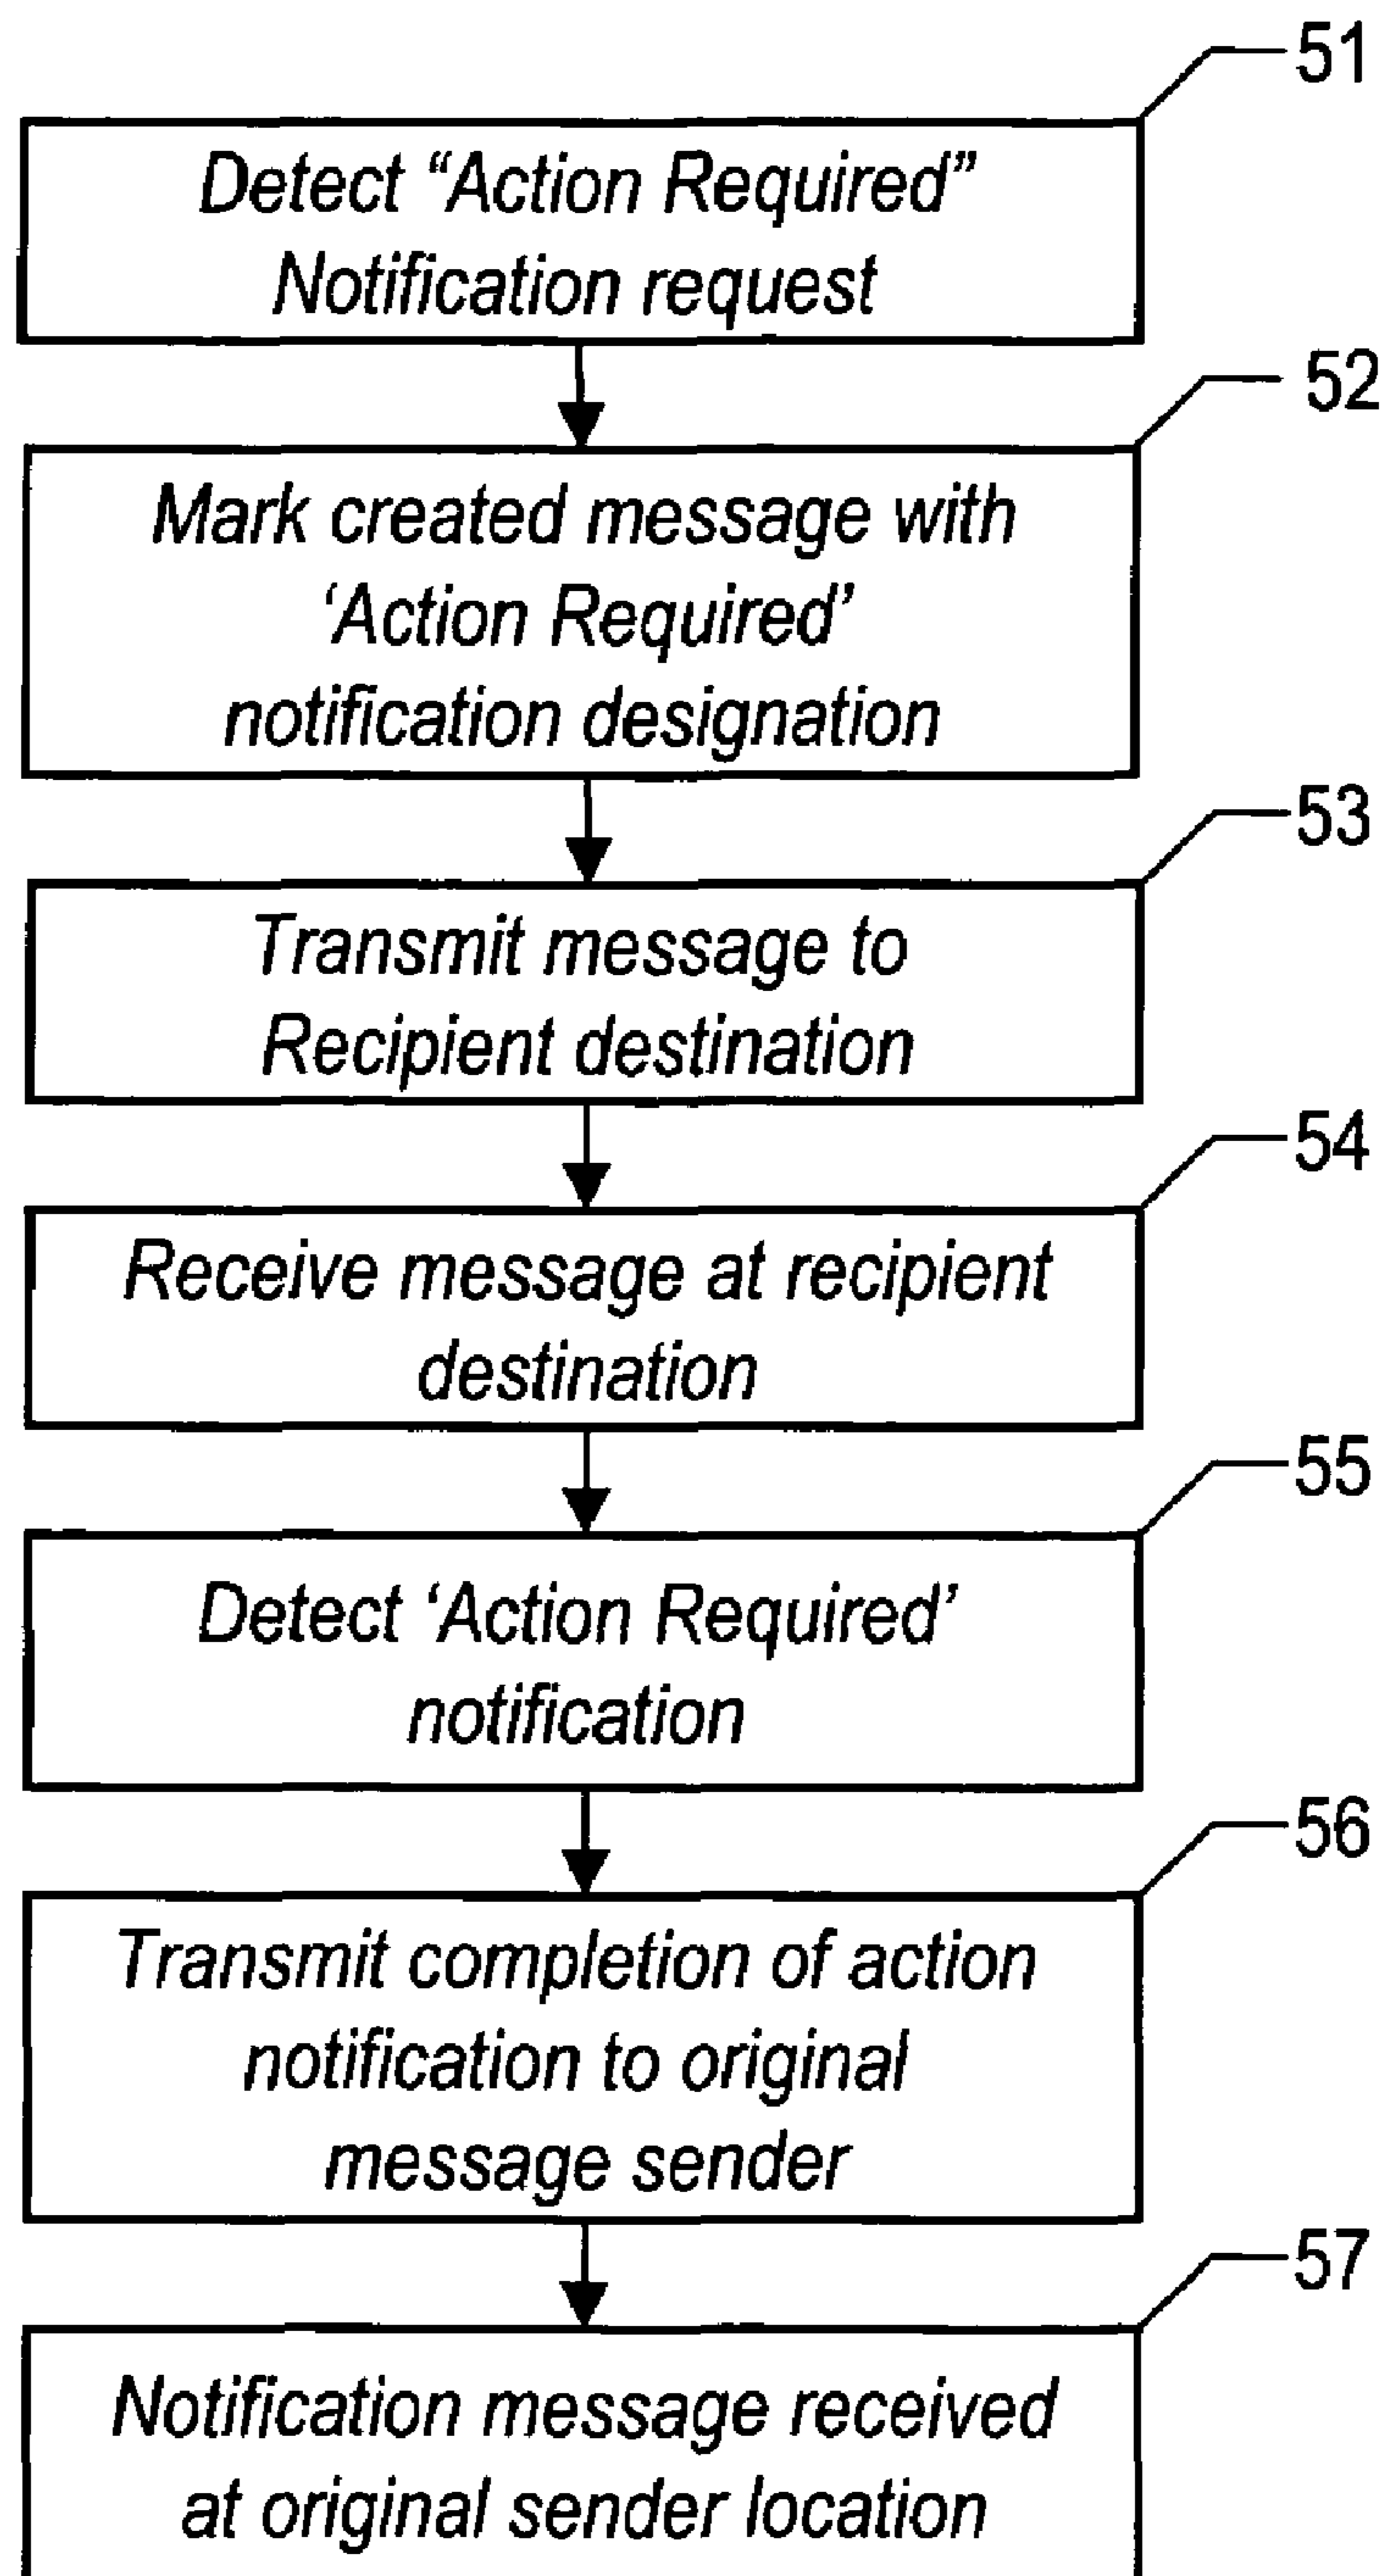 51
Detect “Action Required”
Notification request
52
Mark created message with
‘Action Required’
notification designation
53
Transmit message to
Recipient destination
54
Receive message at recipient
destination
55
Detect ‘Action Required’
notification
56
Transmit completion of action
notification to original
message sender
57
Notification message received
at original sender location